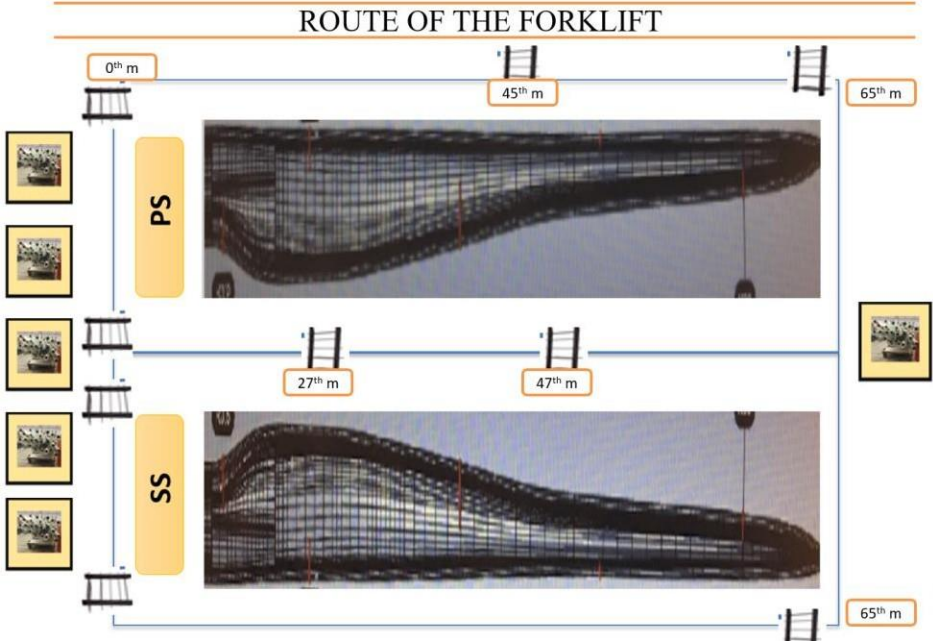 ROUTE OF THE FORKLIFT
0th m
45th m
65th m
PS
27th m
47th m
SS
65th m